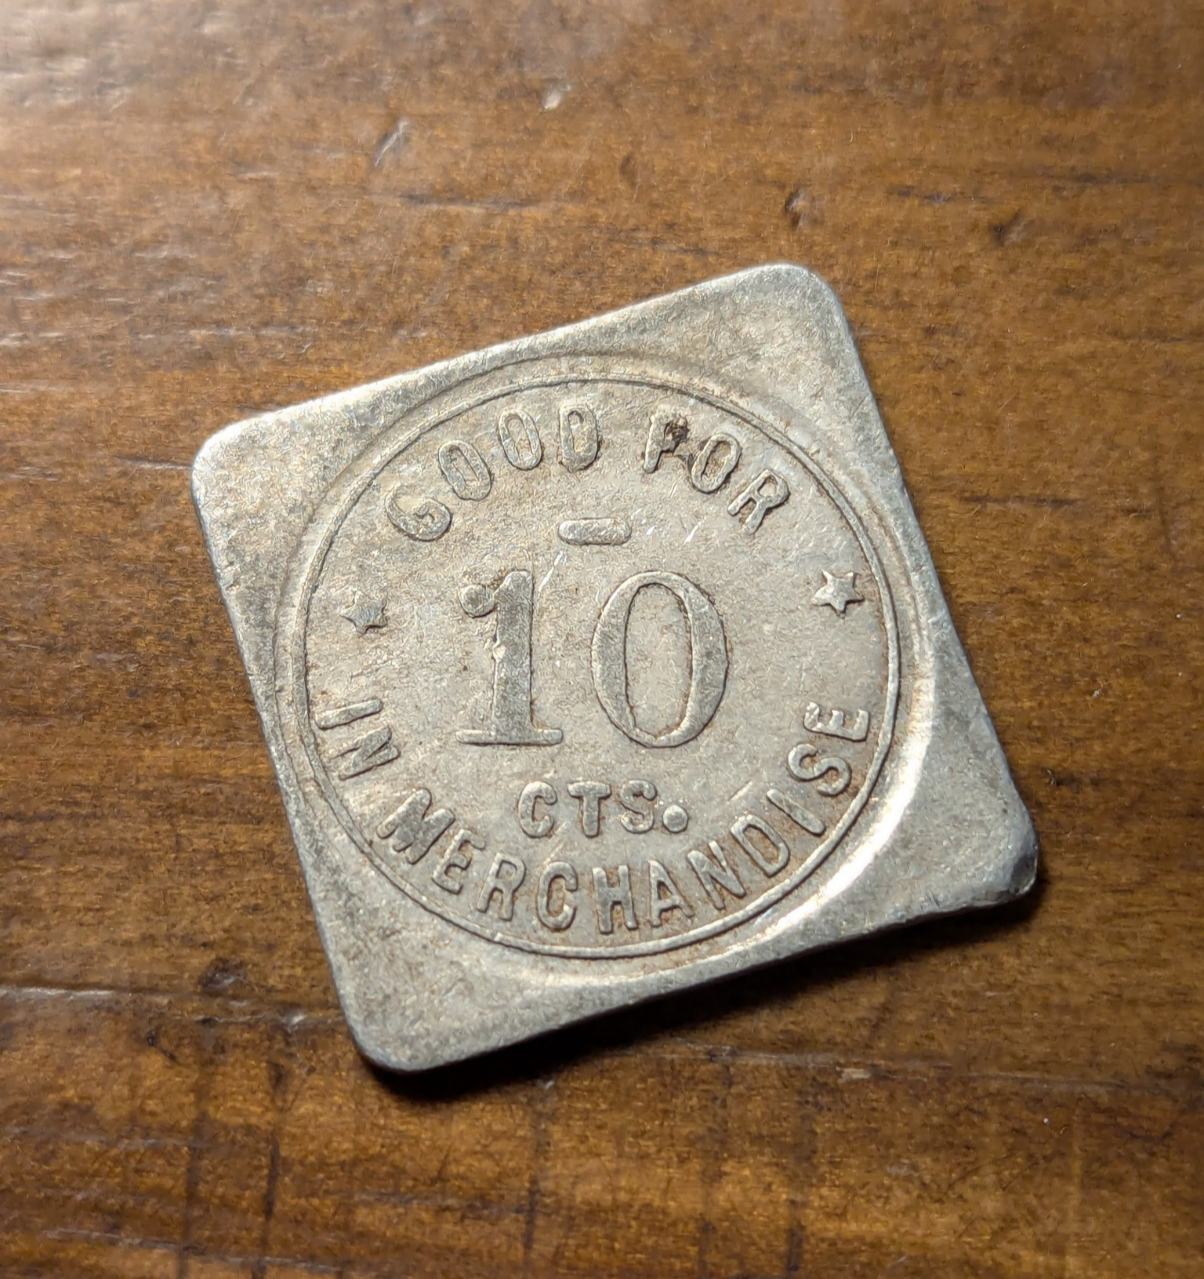 GOOD FOR
10
CTS.
IN MERCHANDISE